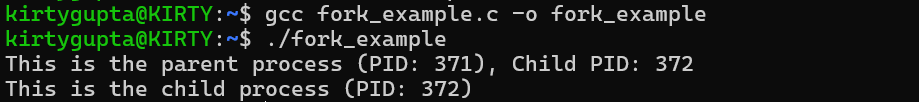 kirtygupta@KIRTY:~$ gcc fork_example.c -o fork_example
kirtygupta@KIRTY:~$ ./fork_example
This is the parent process (PID: 371), Child PID: 372
This is the child process (PID: 372)